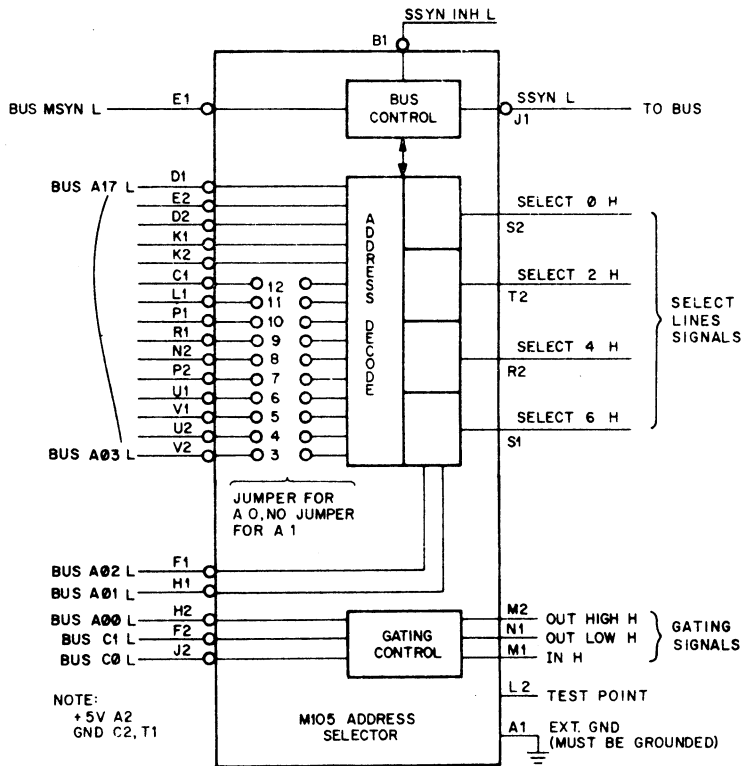 SSYN INH L
B1
BUS MSYN L
E1
BUS
CONTROL
SSYN L
J1
TO BUS
BUS A17 L
D1
E2
D2
K1
K2
C1
L1
P1
R1
N2
P2
U1
V1
U2
BUS A03 L
V2
12
11
10
9
8
7
6
5
4
3
ADDRESS DECODE
SELECT 0 H
S2
SELECT 2 H
T2
SELECT 4 H
R2
SELECT 6 H
S1
SELECT
LINES
SIGNALS
JUMPER FOR
A 0, NO JUMPER
FOR A 1
BUS A02 L
F1
BUS A01 L
H1
BUS A00 L
H2
BUS C1 L
F2
BUS C0 L
J2
GATING
CONTROL
M2
OUT HIGH H
N1
OUT LOW H
M1
IN H
GATING
SIGNALS
L2
TEST POINT
A1
EXT. GND
(MUST BE GROUNDED)
NOTE:
+5V A2
GND C2, T1
M105 ADDRESS
SELECTOR